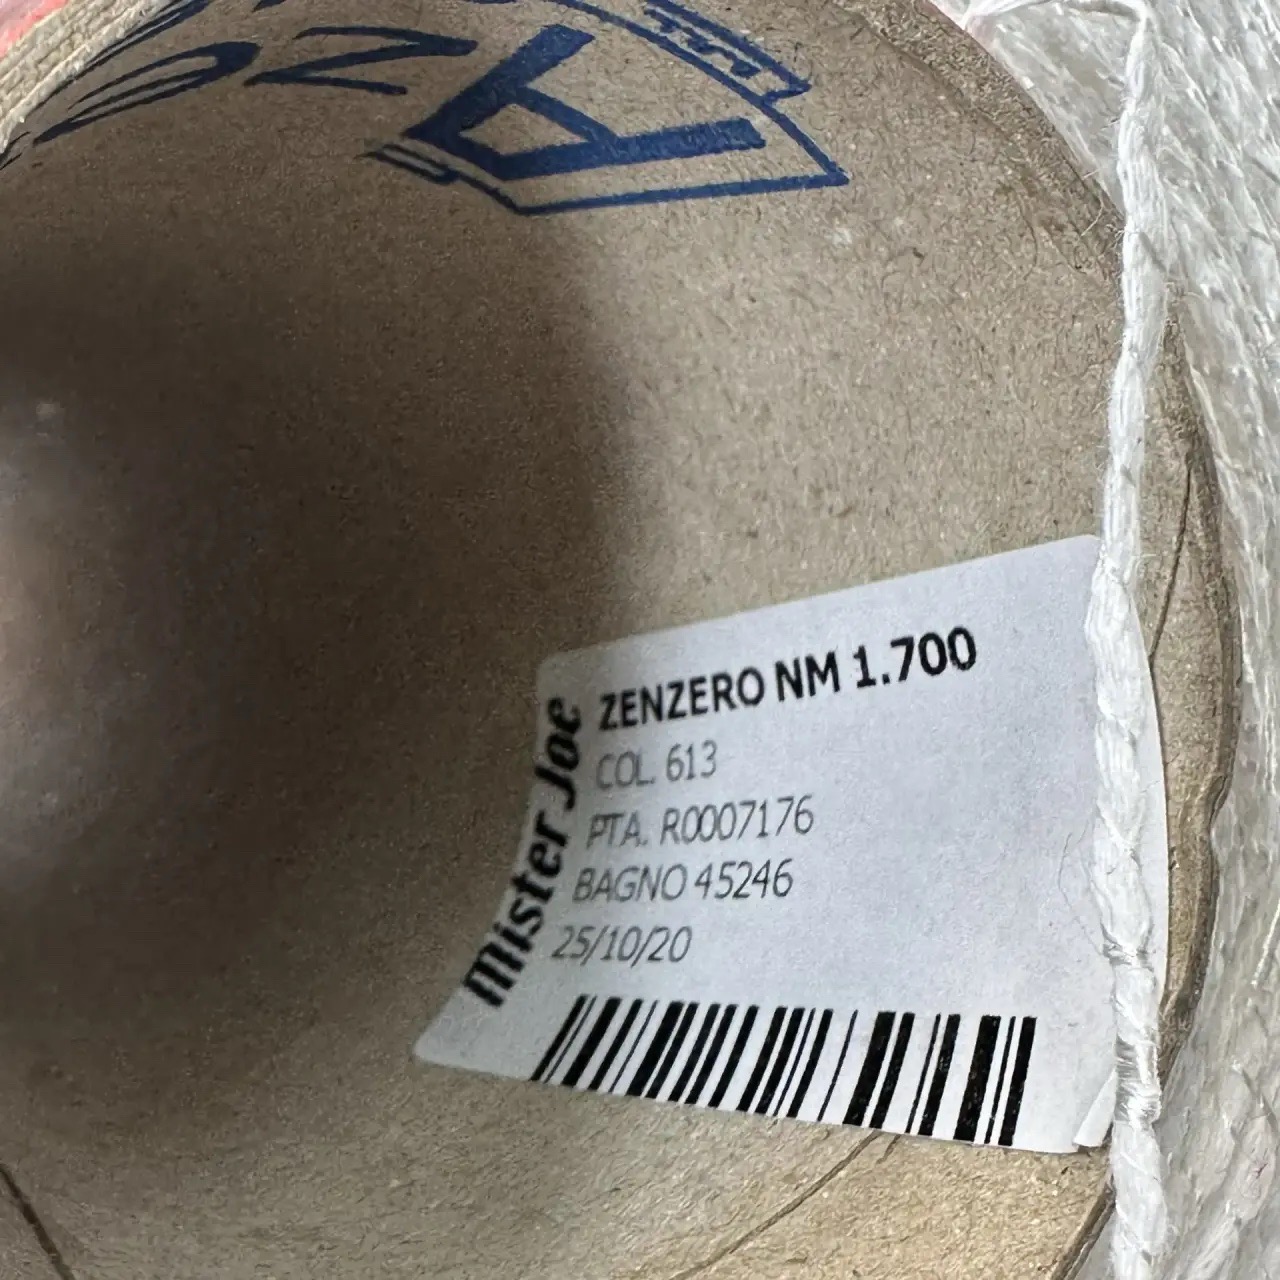 Mister Joe
ZENZERO NM 1.700
COL. 613
PTA. R0007176
BAGNO 45246
25/10/20